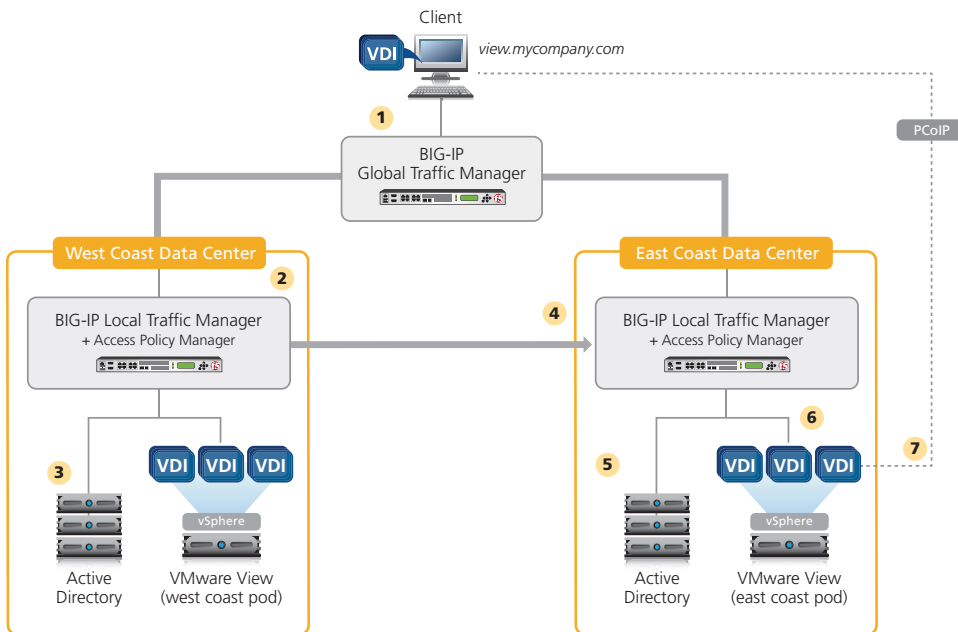 Client
VDI
view.mycompany.com
1
PCoIP
BIG-IP
Global Traffic Manager
West Coast Data Center
East Coast Data Center
2
BIG-IP Local Traffic Manager
+ Access Policy Manager
4
BIG-IP Local Traffic Manager
+ Access Policy Manager
3
VDI VDI VDI
vSphere
Active
Directory
VMware View
(west coast pod)
5
6
7
VDI VDI VDI
vSphere
Active
Directory
VMware View
(east coast pod)